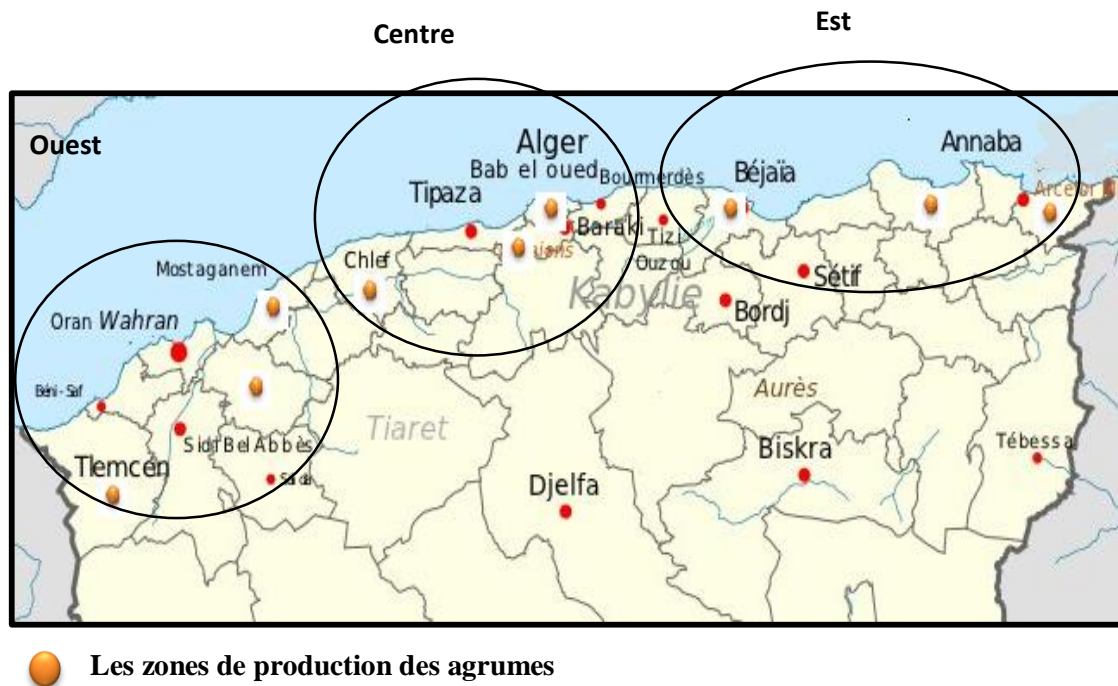 Centre
Est
Ouest
Alger
Bab el oued
Boumerdès
Annaba
Béjaïa
Tipaza
Baraki
Tizi
Ouzou
Chlef
Mostaganem
Kabylie
Sétif
Bordj
Oran Wahran
Béni-Saf
Aurès
Tiaret
Sidi Bel Abbès
Tlemcen
Biskra
Tébessa
Djelfa
Les zones de production des agrumes